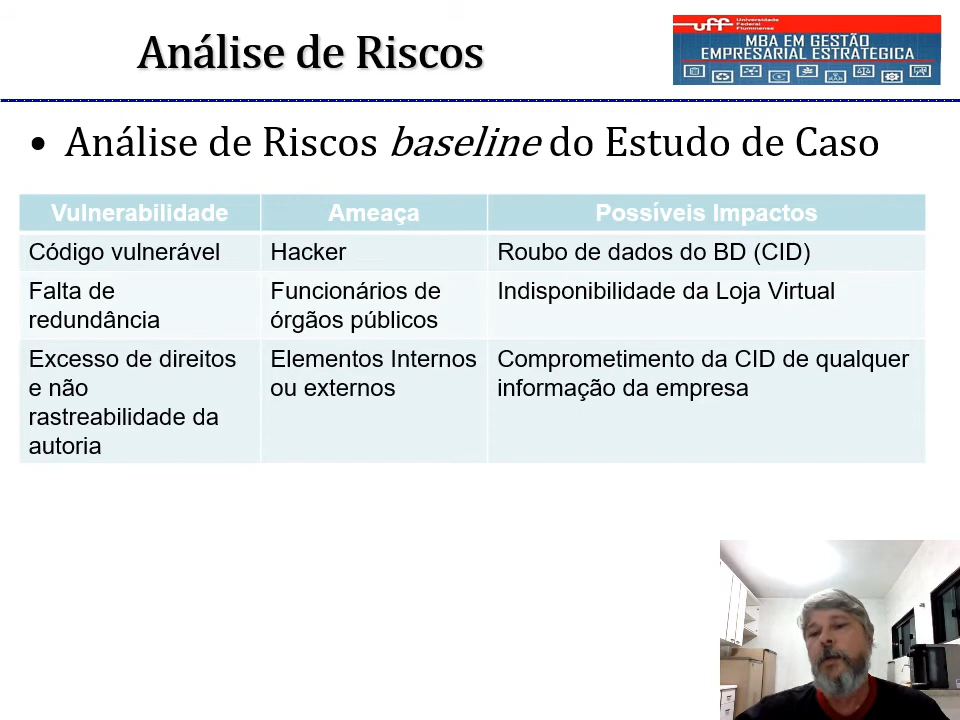 Análise de Riscos
uff Universidade Federal Fluminense
MBA EM GESTÃO
EMPRESARIAL ESTRATÉGICA
• Análise de Riscos baseline do Estudo de Caso
Vulnerabilidade Ameaça Possíveis Impactos
Código vulnerável Hacker Roubo de dados do BD (CID)
Falta de redundância Funcionários de órgãos públicos Indisponibilidade da Loja Virtual
Excesso de direitos e não rastreabilidade da autoria Elementos Internos ou externos Comprometimento da CID de qualquer informação da empresa